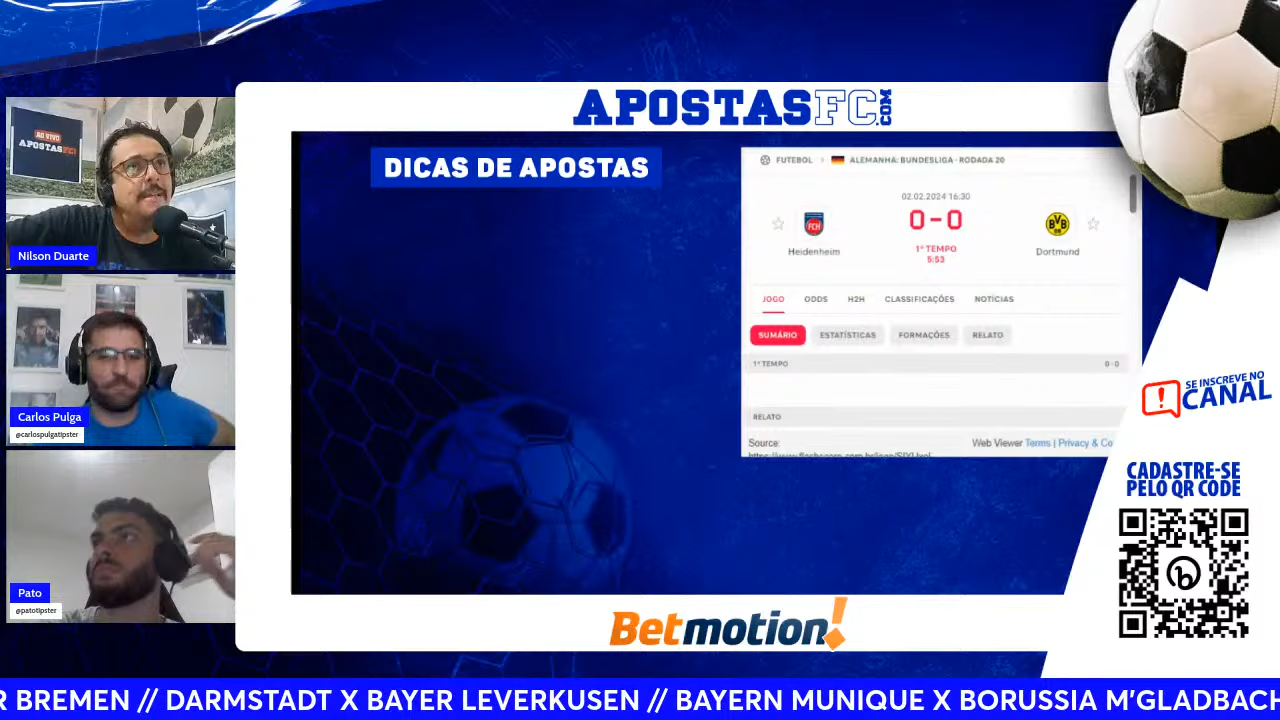 APOSTASFC.COM
DICAS DE APOSTAS
FUTEBOL
ALEMANHA: BUNDESLIGA - RODADA 20
02.02.2024 16:30
0 - 0
Heidenheim
1º TEMPO
5:53
Dortmund
JOGO ODDS H2H CLASSIFICAÇÕES NOTÍCIAS
SUMÁRIO ESTATÍSTICAS FORMAÇÕES RELATO
1º TEMPO 0 - 0
RELATO
Source:
Web Viewer Terms | Privacy & Co
AO VIVO
APOSTASFC!
Nilson Duarte
Carlos Pulga
@carlospulgatipster
Pato
@patotipster
SE INSCREVE NO
CANAL
CADASTRE-SE
PELO QR CODE
Betmotion!
R BREMEN // DARMSTADT X BAYER LEVERKUSEN // BAYERN MUNIQUE X BORUSSIA M'GLADBACH